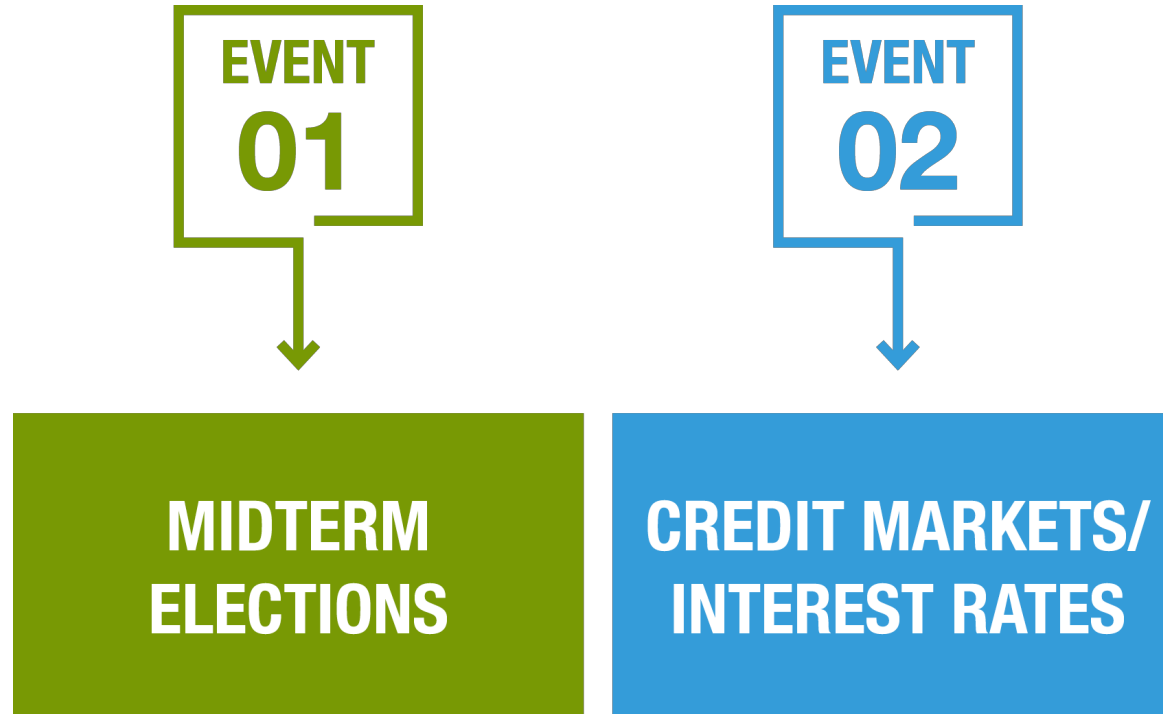 EVENT
01
MIDTERM
ELECTIONS
EVENT
02
CREDIT MARKETS/
INTEREST RATES